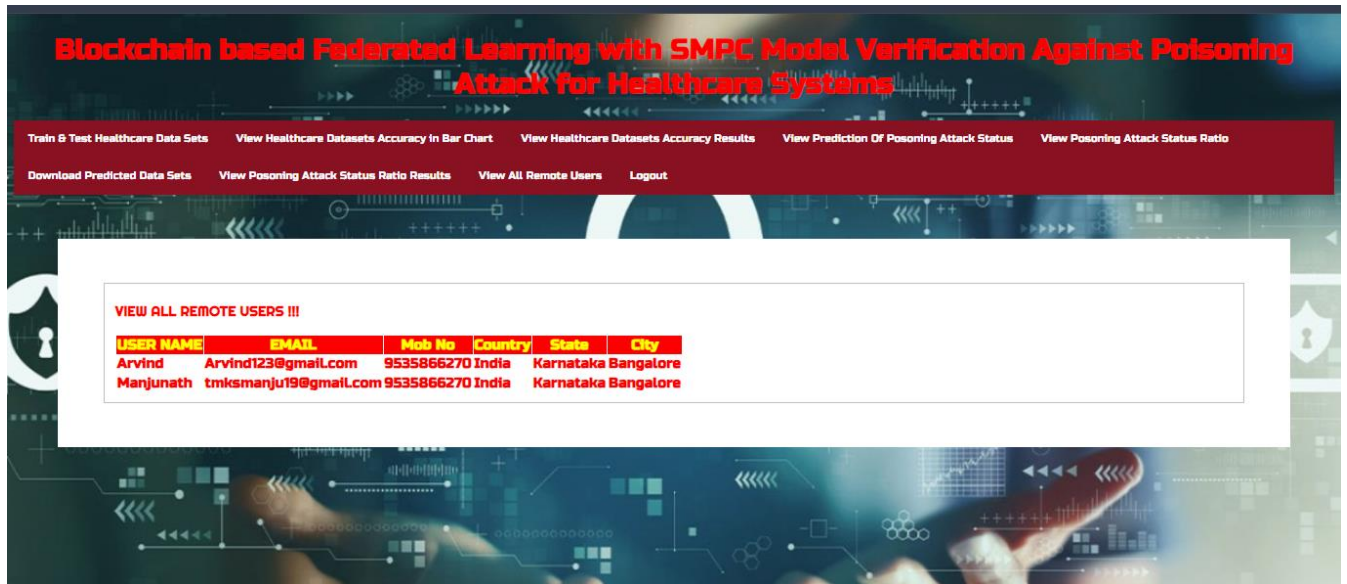 Blockchain based Federated Learning with SMPC Model Verification Against Poisoning
Attack for Healthcare Systems
Train & Test Healthcare Data Sets View Healthcare Datasets Accuracy in Bar Chart View Healthcare Datasets Accuracy Results View Prediction Of Posoning Attack Status View Posoning Attack Status Ratio
Download Predicted Data Sets View Posoning Attack Status Ratio Results View All Remote Users Logout
VIEW ALL REMOTE USERS !!!
USER NAME EMAIL Mob No Country State City
Arvind Arvind123@gmail.com 9535866270 India Karnataka Bangalore
Manjunath tmksmanju19@gmail.com 9535866270 India Karnataka Bangalore